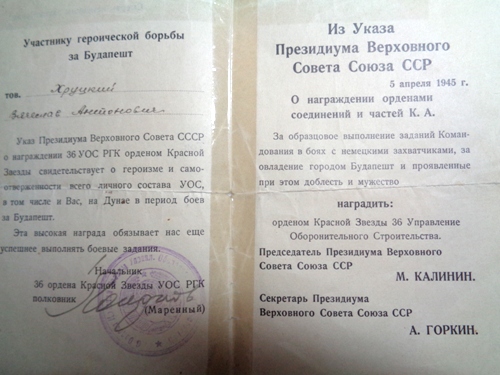 Участнику героической борьбы
за Будапешт
тов. Хруцкий
Вячеслав Антонович
Указ Президиума Верховного Совета СССР
о награждении 36 УОС РГК орденом Красной
Звезды свидетельствует о героизме и само-
отверженности всего личного состава УОС,
в том числе и Вас, на Дунае в период боев
за Будапешт.
Эта высокая награда обязывает нас еще
успешнее выполнять боевые задания.
Начальник
36 ордена Красной Звезды УОС РГК
полковник
(Маренный)
Из Указа
Президиума Верховного
Совета Союза ССР
5 апреля 1945 г.
О награждении орденами
соединений и частей К. А.
За образцовое выполнение заданий Коман-
дования в боях с немецкими захватчиками, за
овладение городом Будапешт и проявленные
при этом доблесть и мужество
наградить:
орденом Красной Звезды 36 Управление
Оборонительного Строительства.
Председатель Президиума Верховного
Совета Союза ССР
М. КАЛИНИН.
Секретарь Президиума
Верховного Совета Союза ССР
А. ГОРКИН.